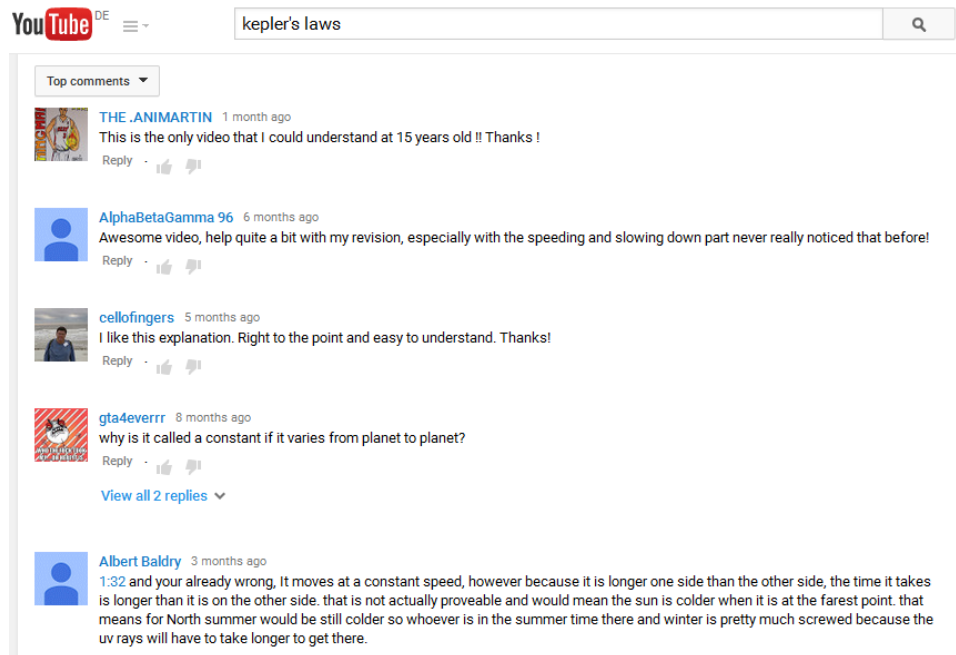 YouTube DE
kepler's laws
Top comments
THE .ANIMARTIN 1 month ago
This is the only video that I could understand at 15 years old !! Thanks !
Reply ·
AlphaBetaGamma 96 6 months ago
Awesome video, help quite a bit with my revision, especially with the speeding and slowing down part never really noticed that before!
Reply ·
cellofingers 5 months ago
I like this explanation. Right to the point and easy to understand. Thanks!
Reply ·
gta4everrr 8 months ago
why is it called a constant if it varies from planet to planet?
Reply ·
View all 2 replies
Albert Baldry 3 months ago
1:32 and your already wrong, It moves at a constant speed, however because it is longer one side than the other side, the time it takes
is longer than it is on the other side. that is not actually proveable and would mean the sun is colder when it is at the farest point. that
means for North summer would be still colder so whoever is in the summer time there and winter is pretty much screwed because the
uv rays will have to take longer to get there.